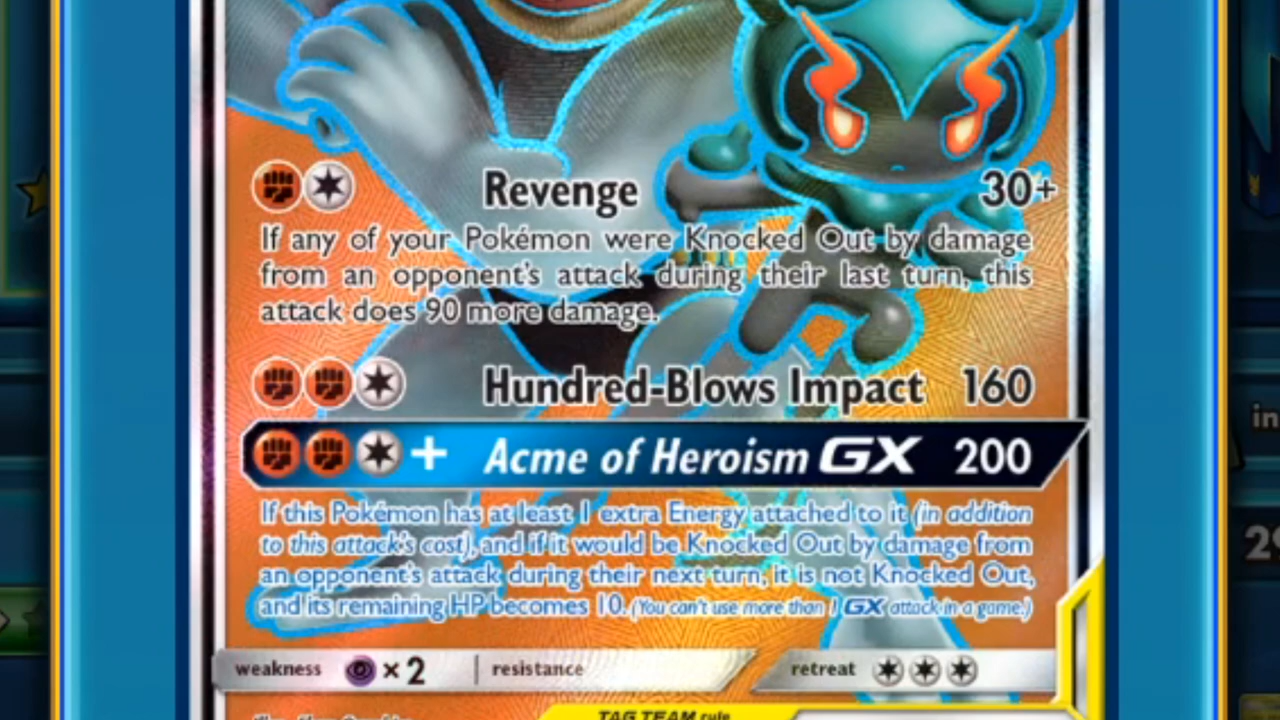 Revenge 30+
If any of your Pokémon were Knocked Out by damage
from an opponent's attack during their last turn, this
attack does 90 more damage.
Hundred-Blows Impact 160
+ Acme of Heroism GX 200
If this Pokémon has at least 1 extra Energy attached to it (in addition
to this attack's cost), and if it would be Knocked Out by damage from
an opponent's attack during their next turn, it is not Knocked Out,
and its remaining HP becomes 10. (You can't use more than 1 GX attack in a game.)
weakness ×2 resistance retreat
TAG TEAM rule